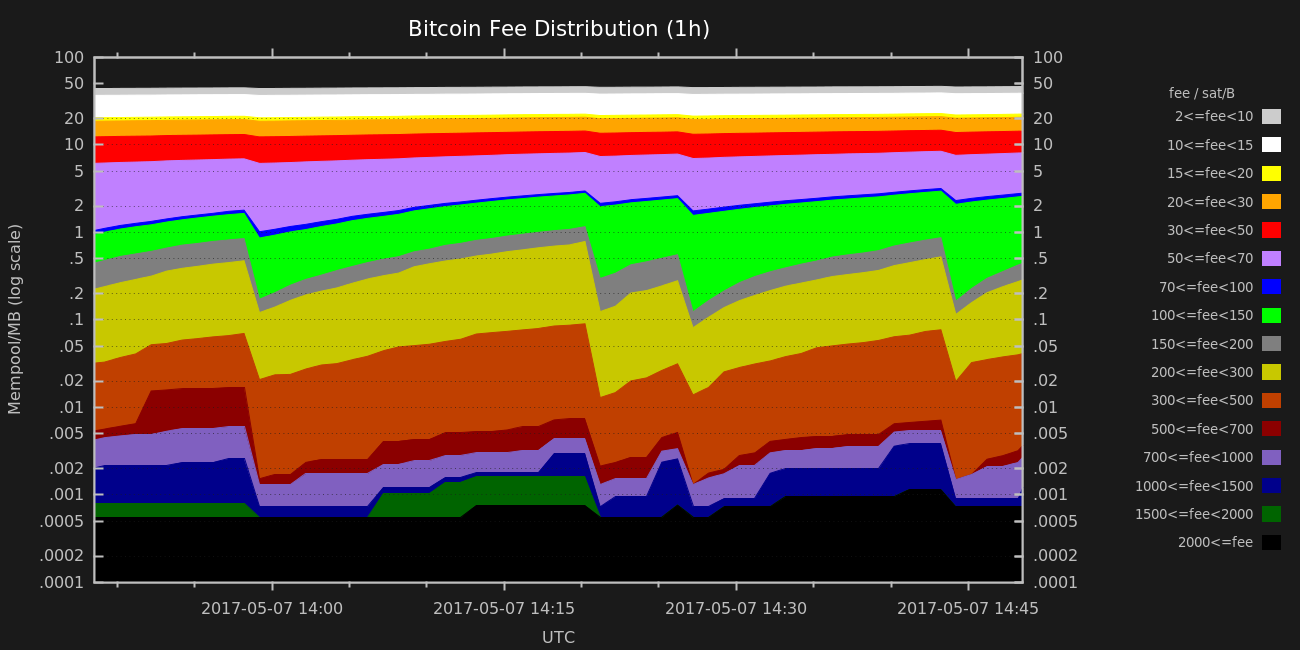 Bitcoin Fee Distribution (1h)
Mempool/MB (log scale)
100
50
20
10
5
2
1
.5
.2
.1
.05
.02
.01
.005
.002
.001
.0005
.0002
.0001
100
50
20
10
5
2
1
.5
.2
.1
.05
.02
.01
.005
.002
.001
.0005
.0002
.0001
fee / sat/B
2<=fee<10
10<=fee<15
15<=fee<20
20<=fee<30
30<=fee<50
50<=fee<70
70<=fee<100
100<=fee<150
150<=fee<200
200<=fee<300
300<=fee<500
500<=fee<700
700<=fee<1000
1000<=fee<1500
1500<=fee<2000
2000<=fee
2017-05-07 14:00
2017-05-07 14:15
2017-05-07 14:30
2017-05-07 14:45
UTC